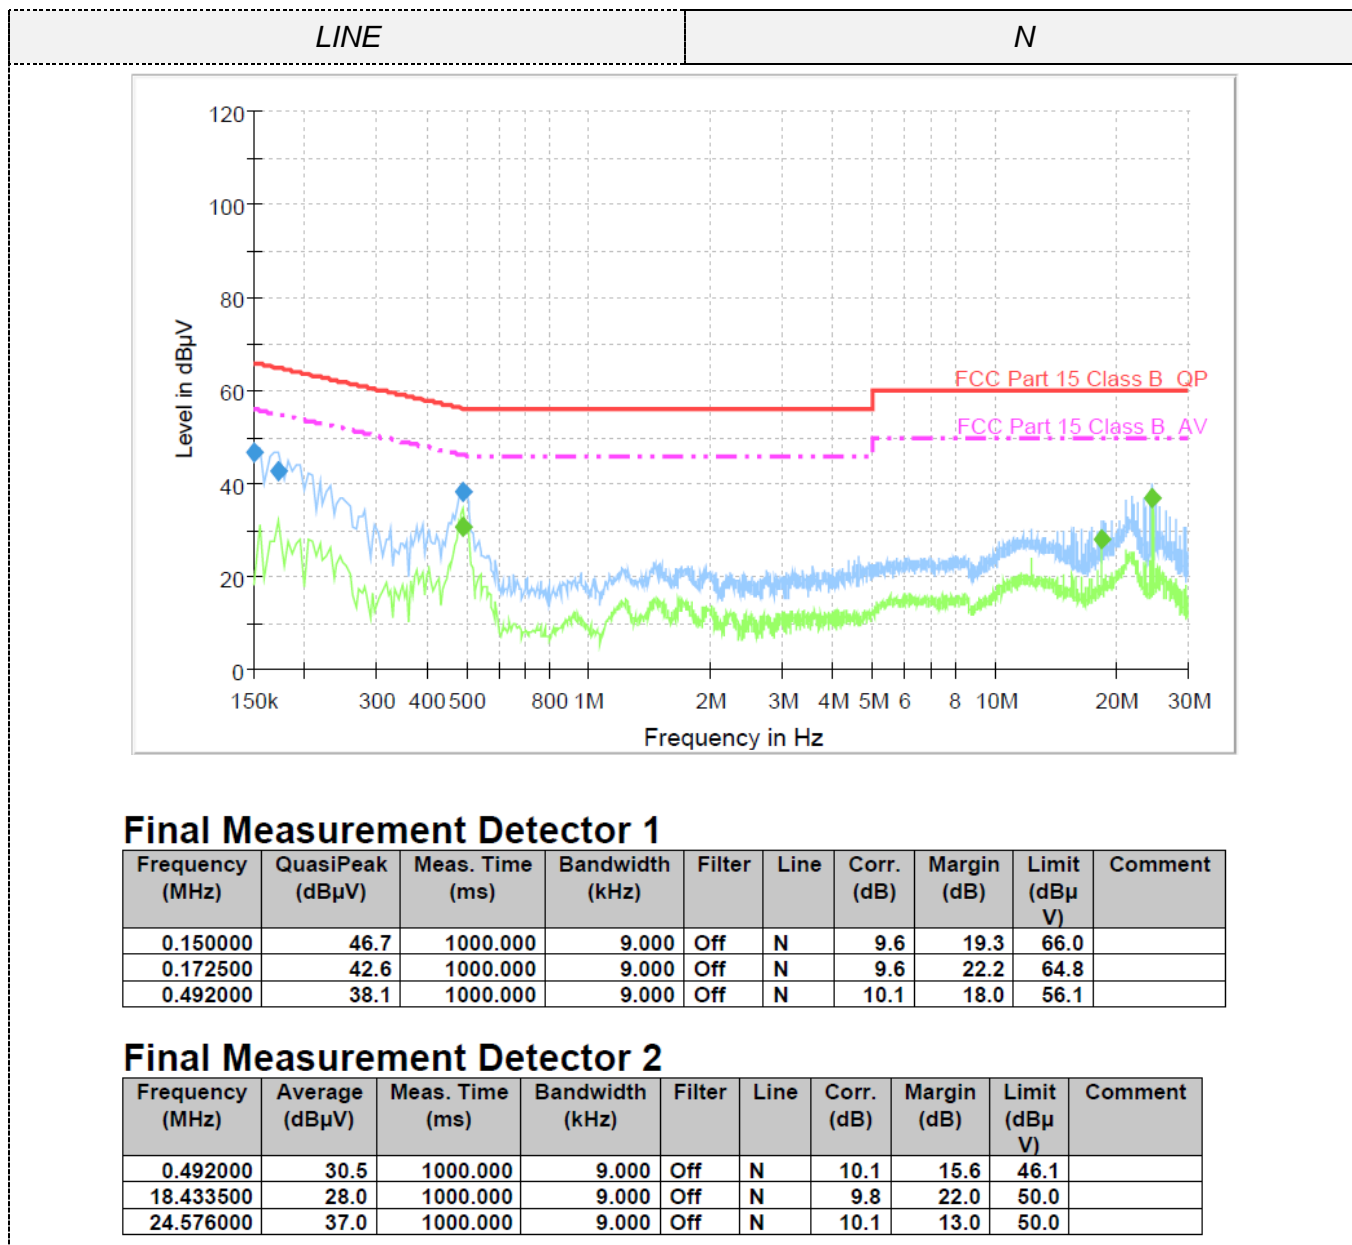 LINE N
120
100
80
60
40
20
0
Level in dBµV
FCC Part 15 Class B QP
FCC Part 15 Class B AV
150k 300 400 500 800 1M 2M 3M 4M 5M 6 8 10M 20M 30M
Frequency in Hz
Final Measurement Detector 1
Frequency (MHz) QuasiPeak (dBµV) Meas. Time (ms) Bandwidth (kHz) Filter Line Corr. (dB) Margin (dB) Limit (dBµ V) Comment
0.150000 46.7 1000.000 9.000 Off N 9.6 19.3 66.0
0.172500 42.6 1000.000 9.000 Off N 9.6 22.2 64.8
0.492000 38.1 1000.000 9.000 Off N 10.1 18.0 56.1
Final Measurement Detector 2
Frequency (MHz) Average (dBµV) Meas. Time (ms) Bandwidth (kHz) Filter Line Corr. (dB) Margin (dB) Limit (dBµ V) Comment
0.492000 30.5 1000.000 9.000 Off N 10.1 15.6 46.1
18.433500 28.0 1000.000 9.000 Off N 9.8 22.0 50.0
24.576000 37.0 1000.000 9.000 Off N 10.1 13.0 50.0